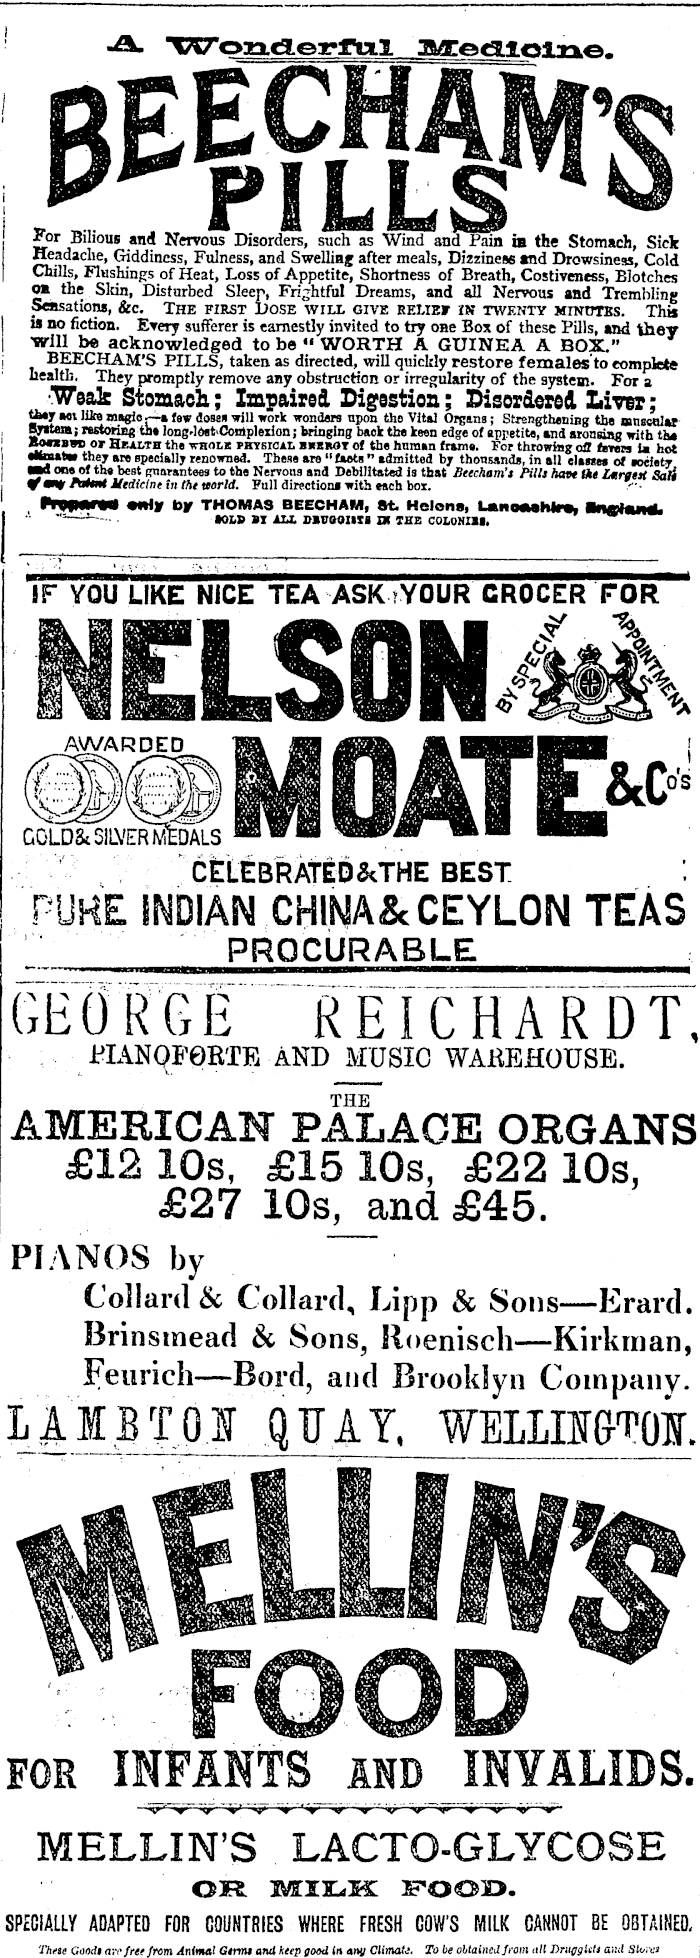 A Wonderful Medicine.
BEECHAM'S
PILLS
For Bilious and Nervous Disorders, such as Wind and Pain in the Stomach, Sick
Headache, Giddiness, Fulness, and Swelling after meals, Dizziness and Drowsiness, Cold
Chills, Flushings of Heat, Loss of Appetite, Shortness of Breath, Costiveness, Blotches
on the Skin, Disturbed Sleep, Frightful Dreams, and all Nervous and Trembling
Sensations, &c. THE FIRST DOSE WILL GIVE RELIEF IN TWENTY MINUTES. This
is no fiction. Every sufferer is earnestly invited to try one Box of these Pills, and they
will be acknowledged to be "WORTH A GUINEA A BOX."
BEECHAM'S PILLS, taken as directed, will quickly restore females to complete
health. They promptly remove any obstruction or irregularity of the system. For a
Weak Stomach; Impaired Digestion; Disordered Liver;
they act like magic:—a few doses will work wonders upon the Vital Organs; Strengthening the muscular
System; restoring the long-lost Complexion; bringing back the keen edge of appetite, and arousing with the
ROSEBUD OF HEALTH the WHOLE PHYSICAL ENERGY of the human frame. For throwing off fevers in hot
climates they are specially renowned. These are "facts" admitted by thousands, in all classes of society
and one of the best guarantees to the Nervous and Debilitated is that Beecham's Pills have the Largest Sale
of any Patent Medicine in the world. Full directions with each box.
Prepared only by THOMAS BEECHAM, St. Helens, Lancashire, England.
SOLD BY ALL DRUGGISTS IN THE COLONIES.
IF YOU LIKE NICE TEA ASK YOUR GROCER FOR
NELSON
BY SPECIAL APPOINTMENT
AWARDED
MOATE & Co's
GOLD & SILVER MEDALS
CELEBRATED & THE BEST
PURE INDIAN CHINA & CEYLON TEAS
PROCURABLE
GEORGE REICHARDT,
PIANOFORTE AND MUSIC WAREHOUSE.
THE
AMERICAN PALACE ORGANS
£12 10s, £15 10s, £22 10s,
£27 10s, and £45.
PIANOS by
Collard & Collard, Lipp & Sons—Erard.
Brinsmead & Sons, Roenisch—Kirkman,
Feurich—Bord, and Brooklyn Company.
LAMBTON QUAY, WELLINGTON.
MELLIN'S
FOOD
FOR INFANTS AND INVALIDS.
MELLIN'S LACTO-GLYCOSE
OR MILK FOOD.
SPECIALLY ADAPTED FOR COUNTRIES WHERE FRESH COW'S MILK CANNOT BE OBTAINED.
These Goods are free from Animal Germs and keep good in any Climate. To be obtained from all Druggists and Stores